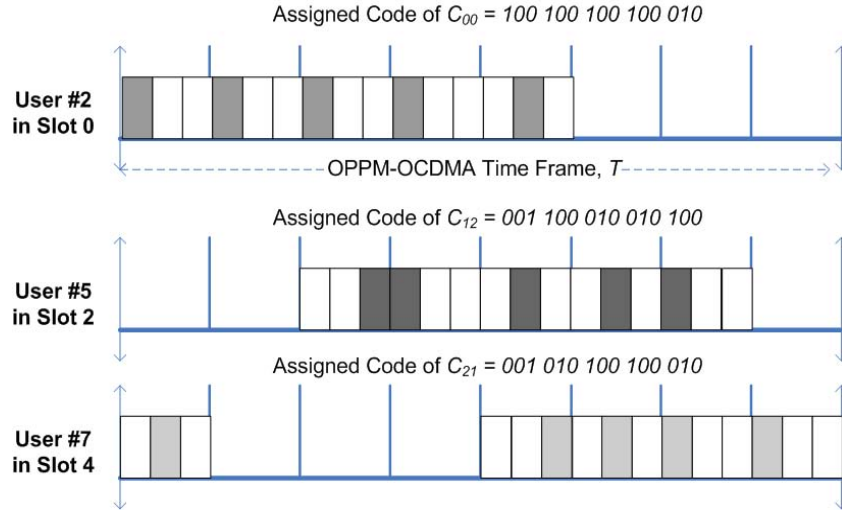 Assigned Code of C00 = 100 100 100 100 010
User #2
in Slot 0
OPPM-OCDMA Time Frame, T
Assigned Code of C12 = 001 100 010 010 100
User #5
in Slot 2
Assigned Code of C21 = 001 010 100 100 010
User #7
in Slot 4